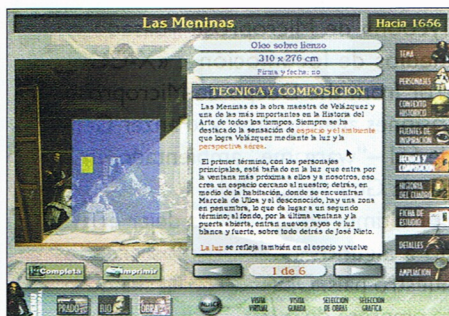 Las Meninas
Hacia 1656
Oleo sobre lienzo
310 x 276 cm
Firma y fecha: no
TECNICA Y COMPOSICION
Las Meninas es la obra maestra de Velázquez y
una de las más importantes en la Historia del
Arte de todos los tiempos. Siempre se ha
destacado la sensación de espacio y el ambiente
que logra Velázquez mediante la luz y la
perspectiva aerea.
El primer término, con los personajes
principales, está bañado en la luz que entra por
la ventana más próxima a ellos y a nosotros, eso
crea un espacio cercano al nuestro; detrás, en
medio de la habitación, donde se encuentran
Marcela de Ulloa y el desconocido, hay una zona
en penumbra, lo que da lugar a un segundo
término; al fondo, por la última ventana y la
puerta abierta, entran nuevos rayos de luz
blanca y fuerte, sobre todo detrás de José Nieto.
La luz se refleja también en el espejo y vuelve
1 de 6
Completa
Imprimir
TEMA
PERSONAJES
CONTEXTO
HISTORICO
FUENTES DE
INSPIRACION
TECNICA Y
COMPOSICION
HISTORIA
DEL CUADRO
FICHA DE
ESTUDIO
DETALLES
AMPLIACION
PRADO
BIO
OBRA
VISITA
VIRTUAL
VISITA
GUIADA
SELECCION
DE OBRAS
SELECCION
GRAFICA